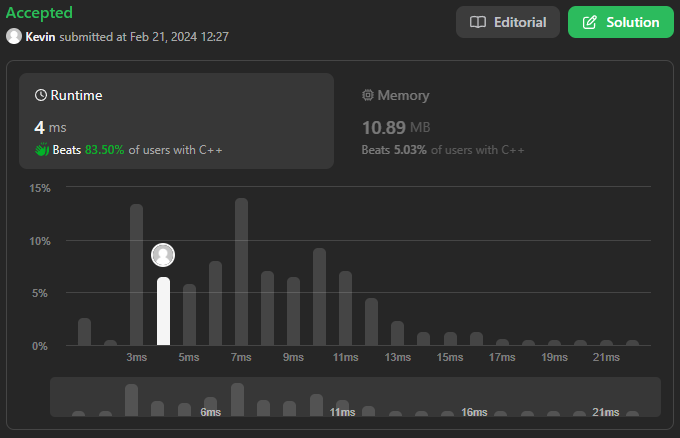 Accepted
Editorial
Solution
Kevin submitted at Feb 21, 2024 12:27
Runtime
Memory
4 ms
10.89 MB
Beats 83.50% of users with C++
Beats 5.03% of users with C++
15%
10%
5%
0%
3ms 5ms 7ms 9ms 11ms 13ms 15ms 17ms 19ms 21ms
6ms 11ms 16ms 21ms